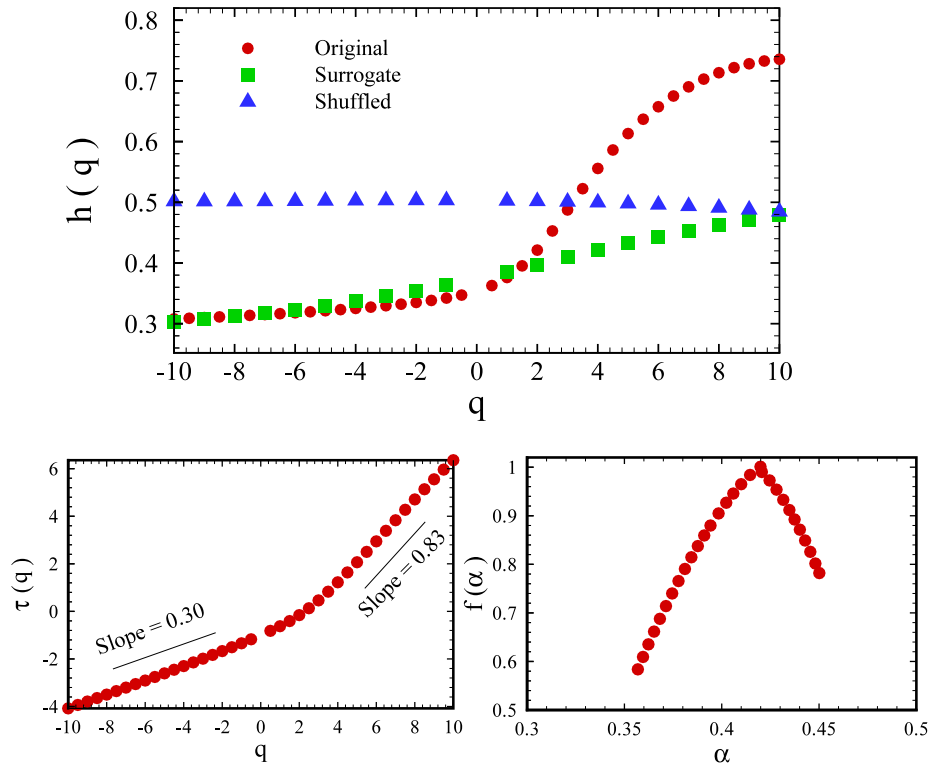 0.8
Original
Surrogate
Shuffled
0.7
0.6
h ( q )
0.5
0.4
0.3
-10 -8 -6 -4 -2 0 2 4 6 8 10
q
6
4
2
0
-2
-4
τ (q)
Slope = 0.30
Slope = 0.83
-10 -8 -6 -4 -2 0 2 4 6 8 10
q
1
0.9
0.8
0.7
0.6
0.5
f (α)
0.3 0.35 0.4 0.45 0.5
α